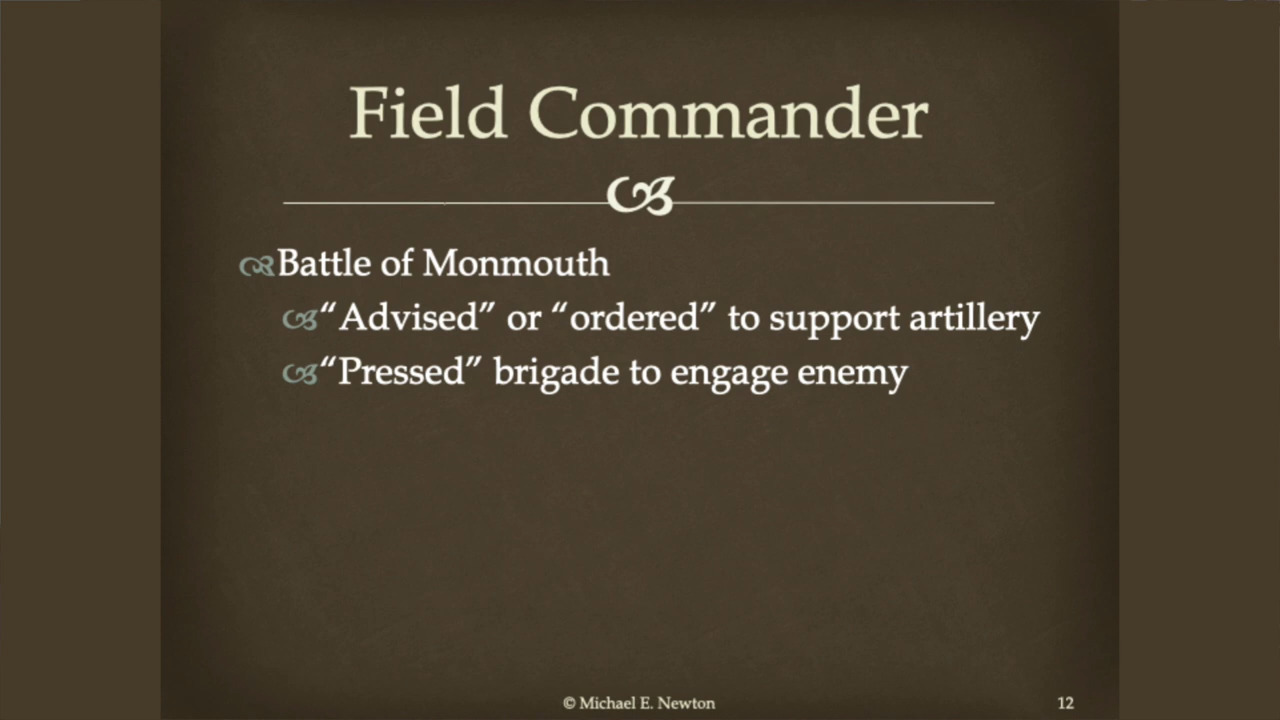 Field Commander
Battle of Monmouth
“Advised” or “ordered” to support artillery
“Pressed” brigade to engage enemy
© Michael E. Newton
12